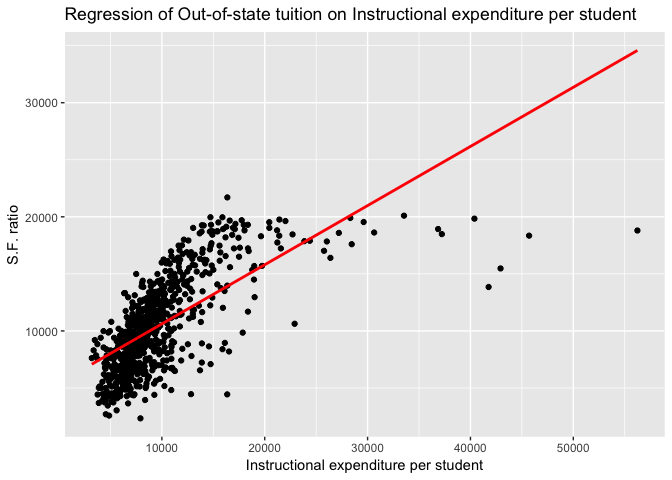 Regression of Out-of-state tuition on Instructional expenditure per student
30000
20000
10000
S.F. ratio
10000 20000 30000 40000 50000
Instructional expenditure per student